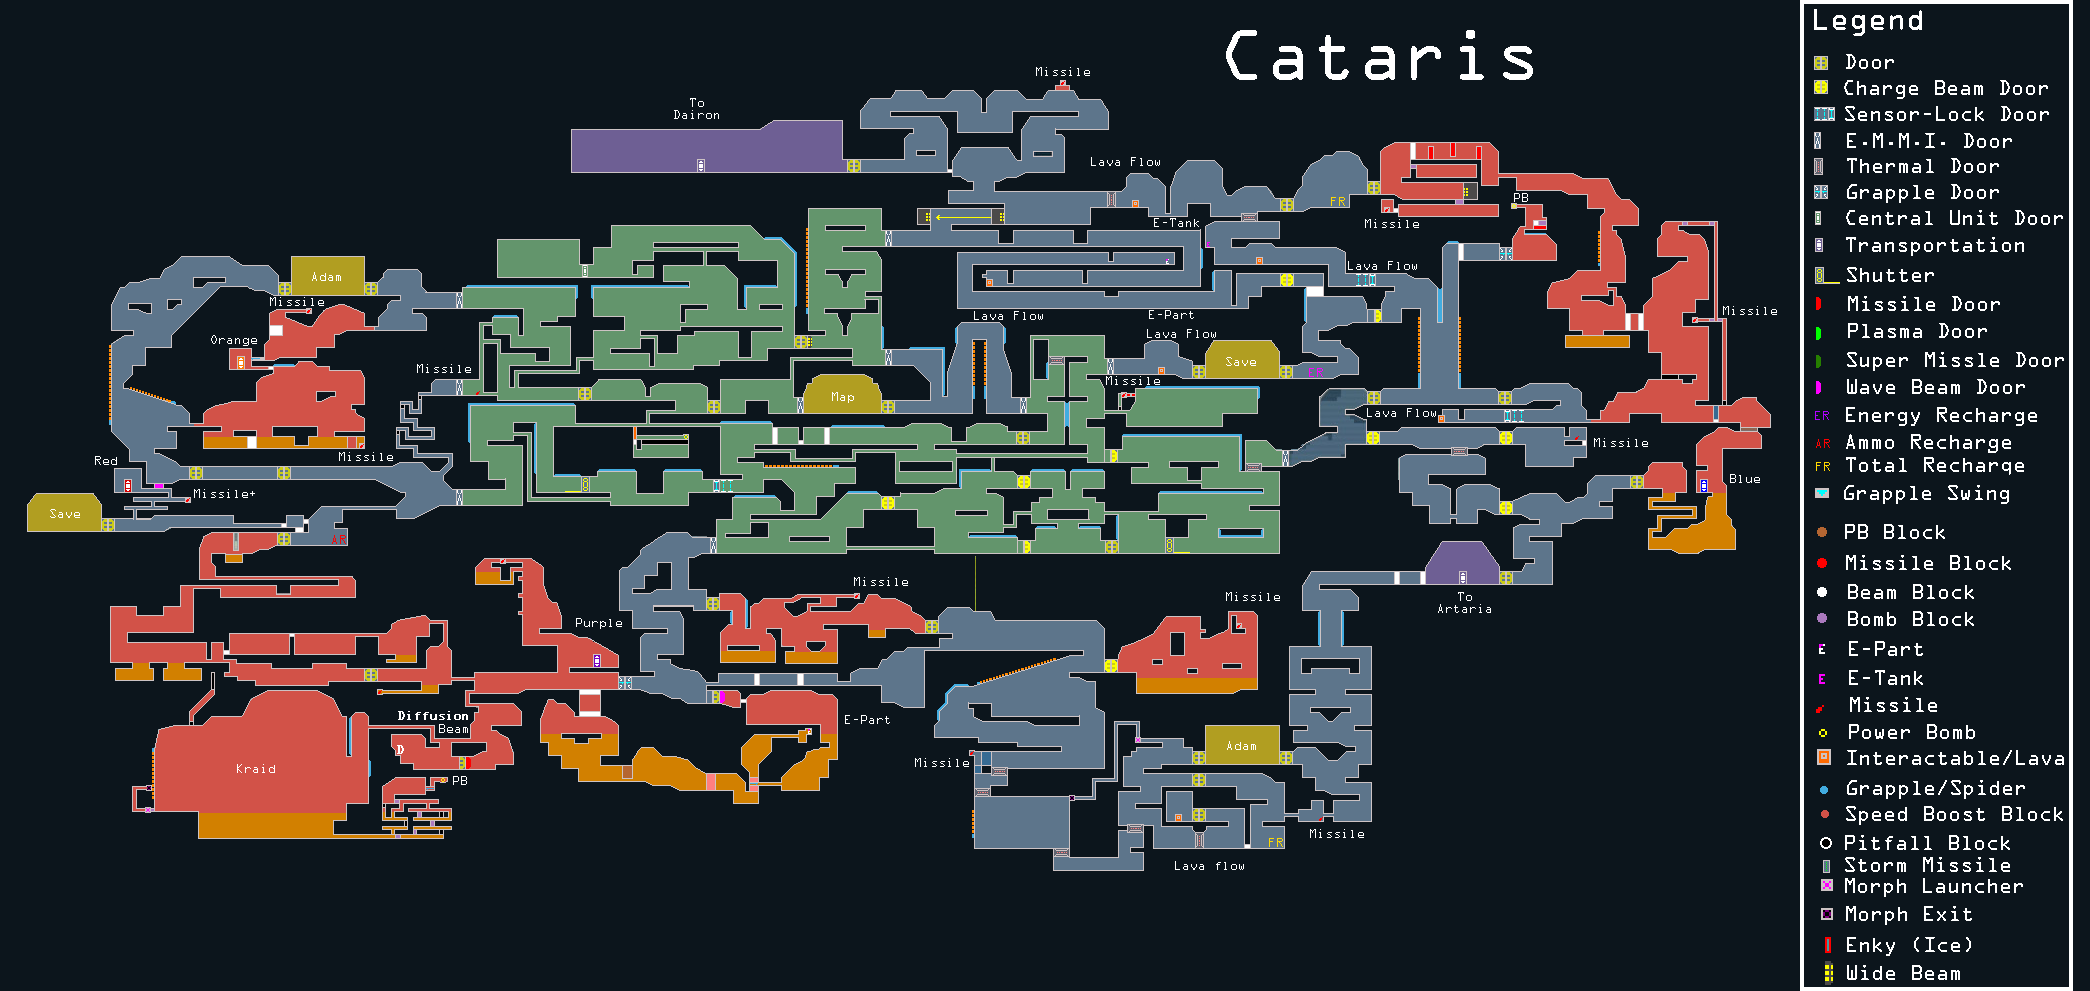 Cataris
Missile
To
Dairon
Lava Flow
PB
E-Tank
Missile
FR
Adam
Missile
Lava Flow
E-Part
Lava Flow
Missile
Orange
Lava Flow
Missile
Save
ER
Missile
Map
Lava Flow
Missile
Missile
Red
Missile+
Blue
Save
AR
Missile
Missile
To
Artaria
Purple
Diffusion
Beam
E-Part
D
Adam
Missile
Kraid
PB
Missile
FR
Lava flow
Legend
Door
Charge Beam Door
Sensor-Lock Door
E.M.M.I. Door
Thermal Door
Grapple Door
Central Unit Door
Transportation
Shutter
Missile Door
Plasma Door
Super Missle Door
Wave Beam Door
ER Energy Recharge
AR Ammo Recharge
FR Total Recharge
Grapple Swing
PB Block
Missile Block
Beam Block
Bomb Block
E E-Part
E E-Tank
Missile
Power Bomb
Interactable/Lava
Grapple/Spider
Speed Boost Block
Pitfall Block
Storm Missile
Morph Launcher
Morph Exit
Enky (Ice)
Wide Beam